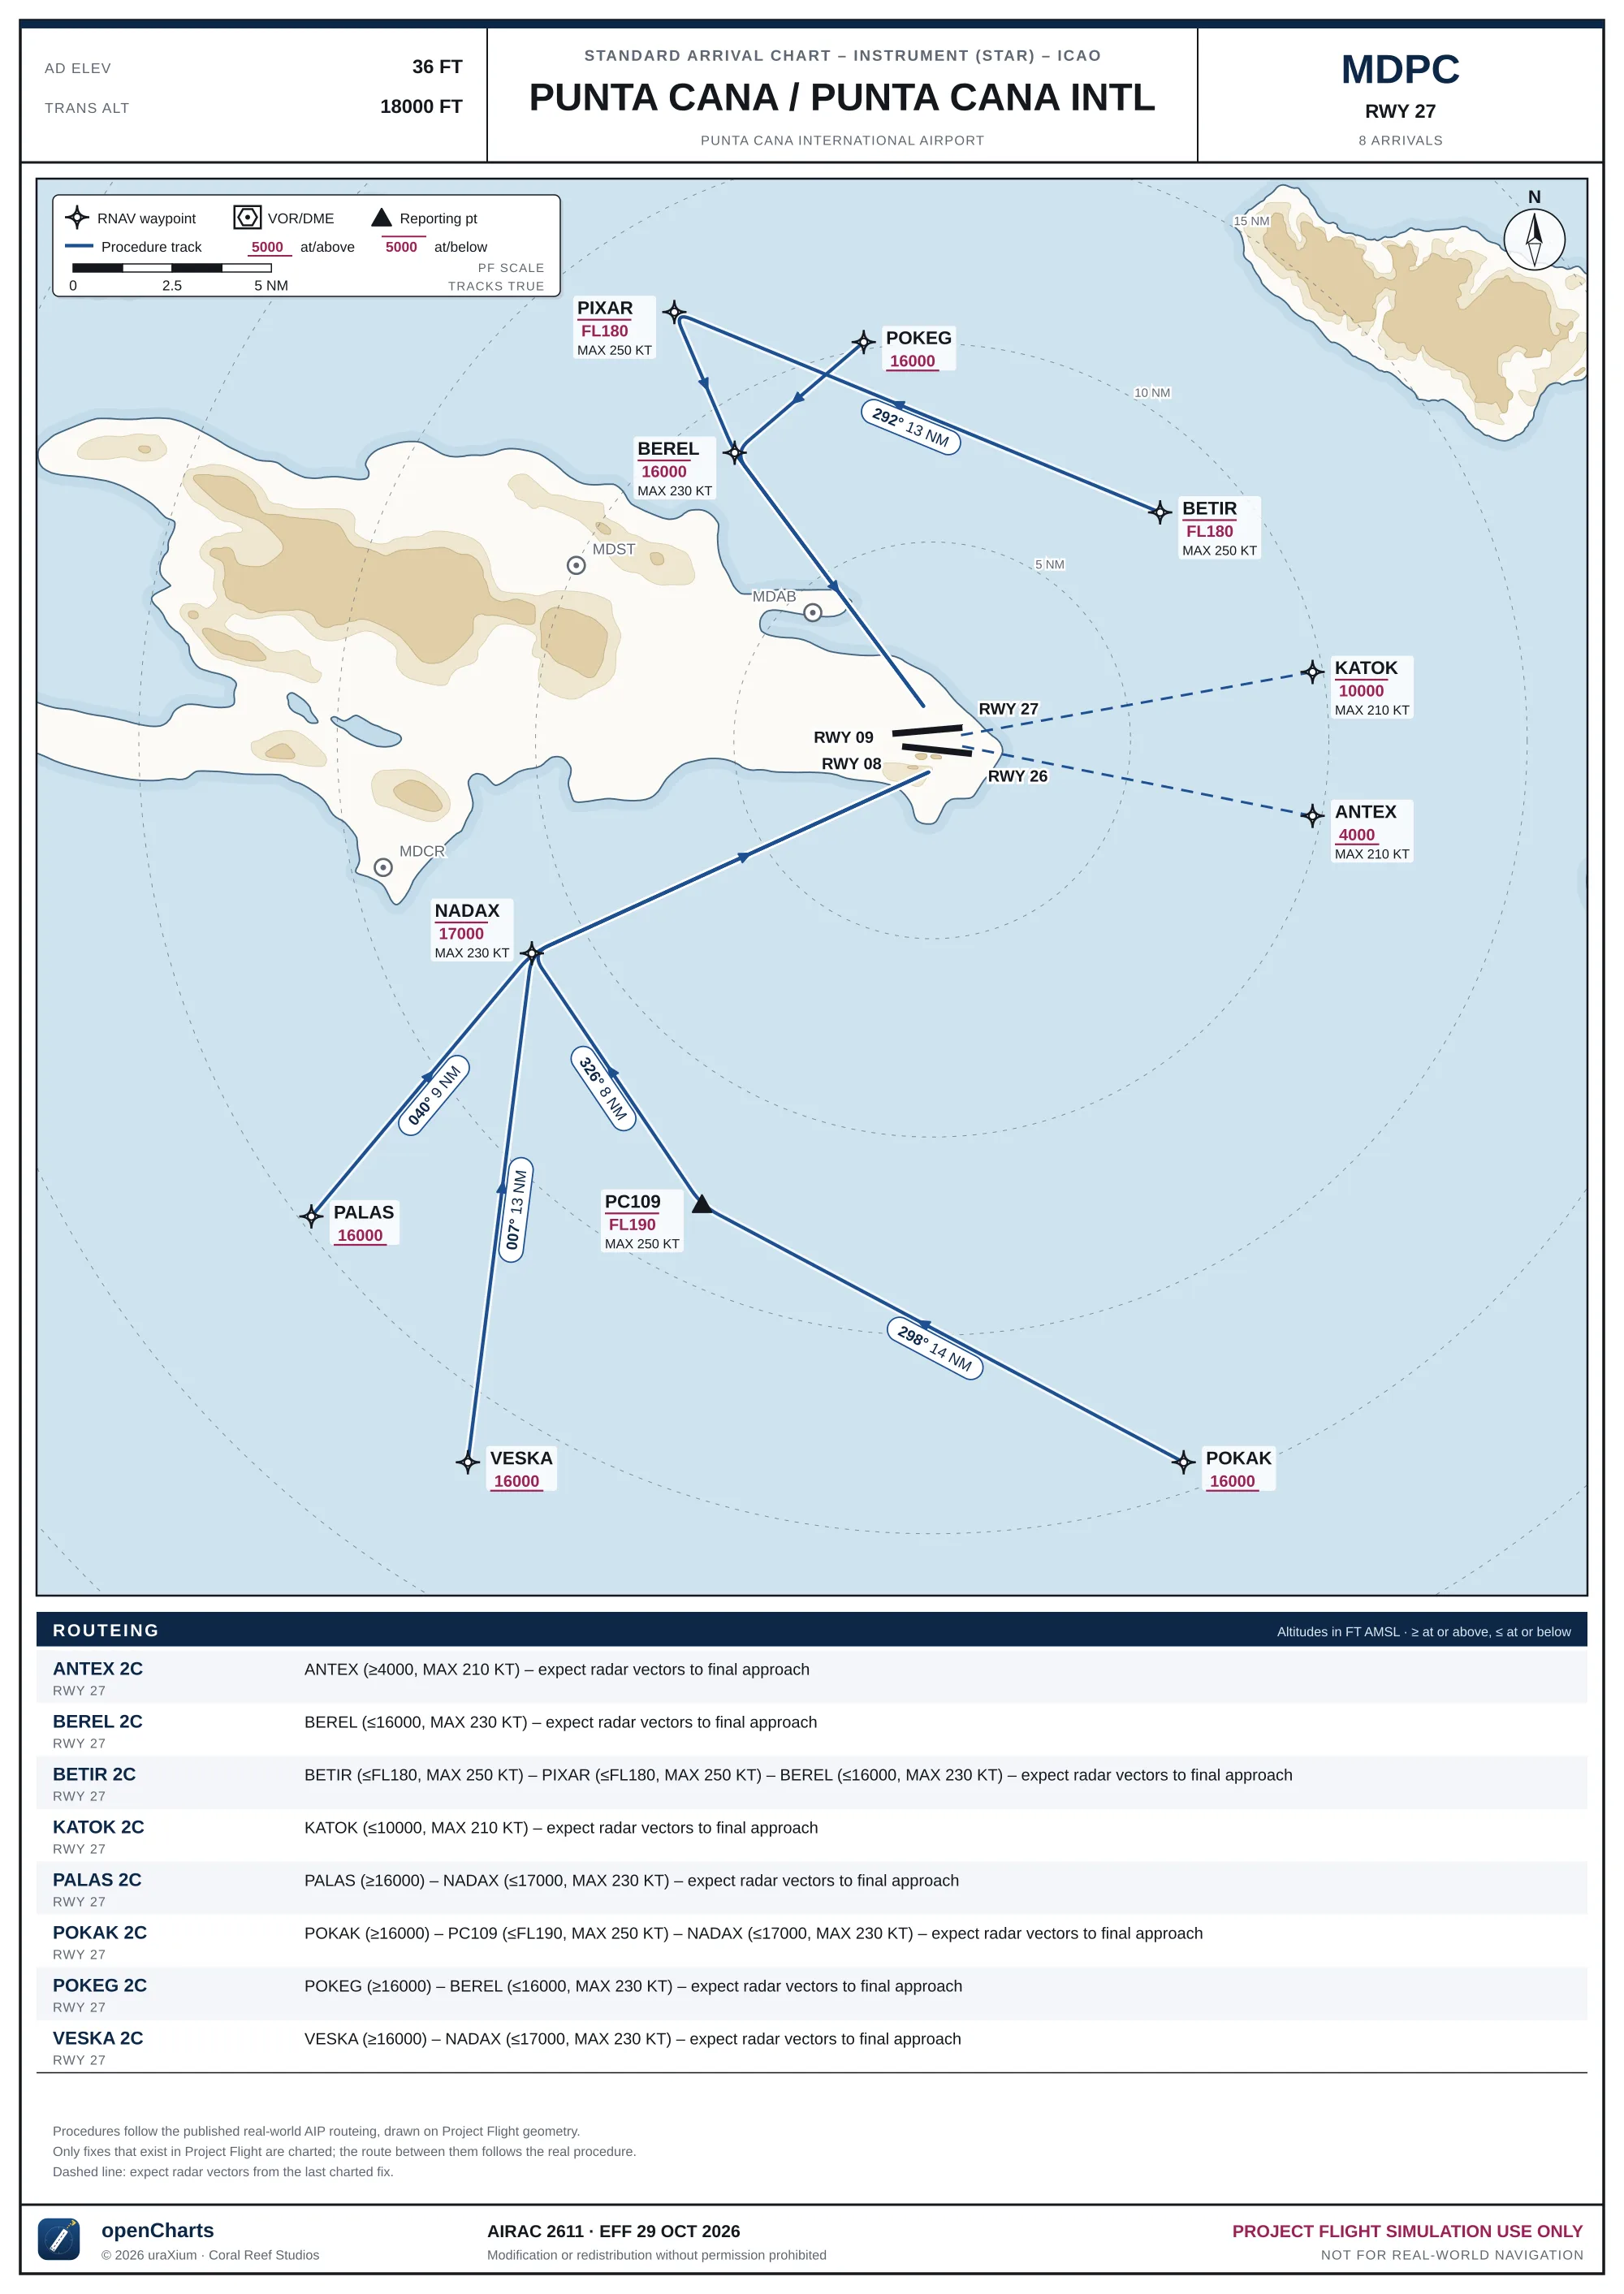 AD ELEV 36 FT
TRANS ALT 18000 FT
STANDARD ARRIVAL CHART – INSTRUMENT (STAR) – ICAO
PUNTA CANA / PUNTA CANA INTL
PUNTA CANA INTERNATIONAL AIRPORT
MDPC
RWY 27
8 ARRIVALS
RNAV waypoint VOR/DME Reporting pt
Procedure track 5000 at/above 5000 at/below
PF SCALE
0 2.5 5 NM TRACKS TRUE
N
15 NM
PIXAR
FL180
MAX 250 KT
POKEG
16000
10 NM
292° 13 NM
BEREL
16000
MAX 230 KT
BETIR
FL180
MAX 250 KT
MDST
5 NM
MDAB
KATOK
10000
MAX 210 KT
RWY 27
RWY 09
RWY 08
RWY 26
ANTEX
4000
MAX 210 KT
MDCR
NADAX
17000
MAX 230 KT
040° 9 NM
326° 8 NM
007° 13 NM
PALAS
16000
PC109
FL190
MAX 250 KT
298° 14 NM
VESKA
16000
POKAK
16000
ROUTEING Altitudes in FT AMSL · ≥ at or above, ≤ at or below
ANTEX 2C ANTEX (≥4000, MAX 210 KT) – expect radar vectors to final approach
RWY 27
BEREL 2C BEREL (≤16000, MAX 230 KT) – expect radar vectors to final approach
RWY 27
BETIR 2C BETIR (≤FL180, MAX 250 KT) – PIXAR (≤FL180, MAX 250 KT) – BEREL (≤16000, MAX 230 KT) – expect radar vectors to final approach
RWY 27
KATOK 2C KATOK (≤10000, MAX 210 KT) – expect radar vectors to final approach
RWY 27
PALAS 2C PALAS (≥16000) – NADAX (≤17000, MAX 230 KT) – expect radar vectors to final approach
RWY 27
POKAK 2C POKAK (≥16000) – PC109 (≤FL190, MAX 250 KT) – NADAX (≤17000, MAX 230 KT) – expect radar vectors to final approach
RWY 27
POKEG 2C POKEG (≥16000) – BEREL (≤16000, MAX 230 KT) – expect radar vectors to final approach
RWY 27
VESKA 2C VESKA (≥16000) – NADAX (≤17000, MAX 230 KT) – expect radar vectors to final approach
RWY 27
Procedures follow the published real-world AIP routeing, drawn on Project Flight geometry.
Only fixes that exist in Project Flight are charted; the route between them follows the real procedure.
Dashed line: expect radar vectors from the last charted fix.
openCharts
© 2026 uraXium · Coral Reef Studios
AIRAC 2611 · EFF 29 OCT 2026
Modification or redistribution without permission prohibited
PROJECT FLIGHT SIMULATION USE ONLY
NOT FOR REAL-WORLD NAVIGATION